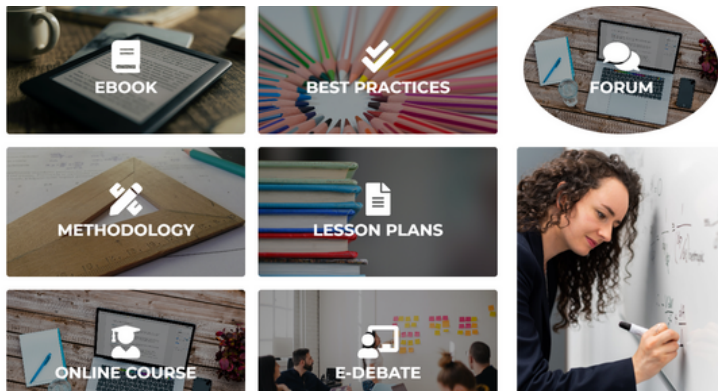 EBOOK
BEST PRACTICES
FORUM
METHODOLOGY
LESSON PLANS
ONLINE COURSE
E-DEBATE